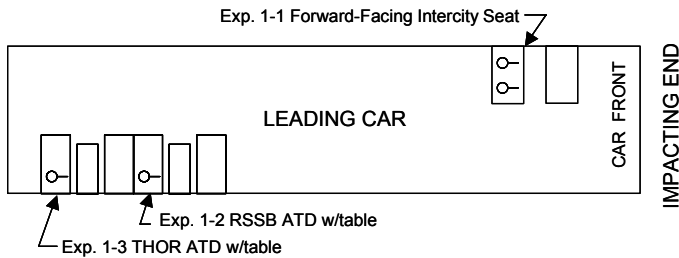 Exp. 1-1 Forward-Facing Intercity Seat
LEADING CAR
CAR FRONT
IMPACTING END
Exp. 1-2 RSSB ATD w/table
Exp. 1-3 THOR ATD w/table